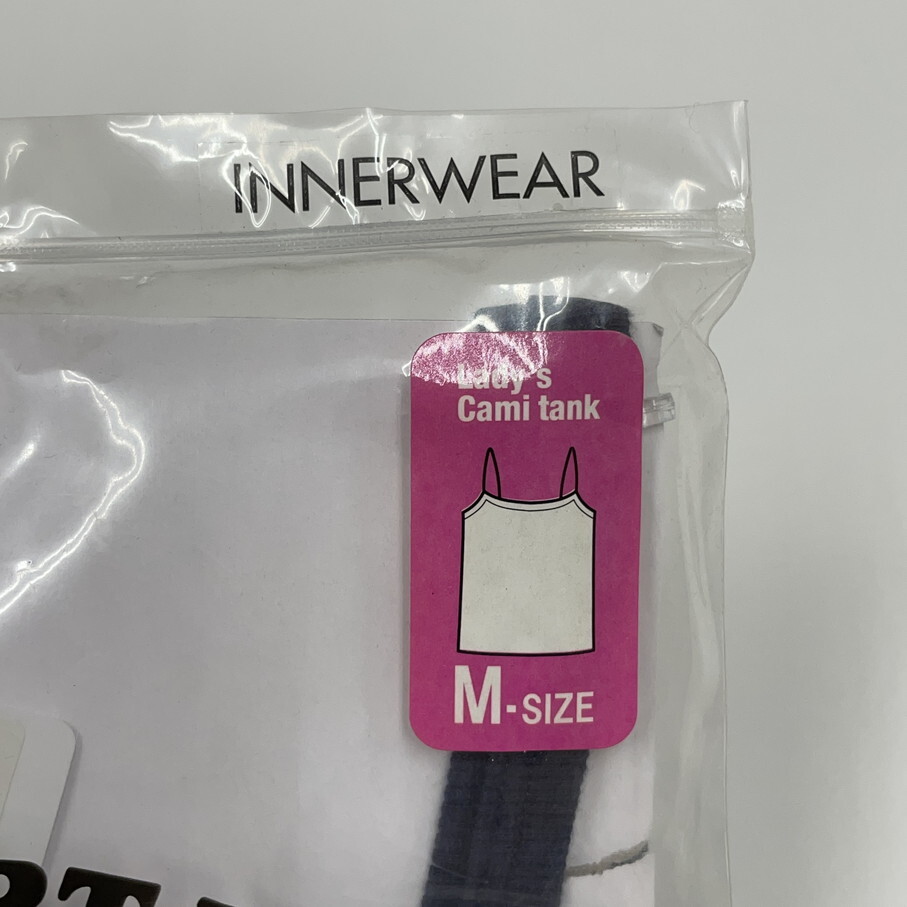 INNERWEAR
Lady's
Cami tank
M-SIZE